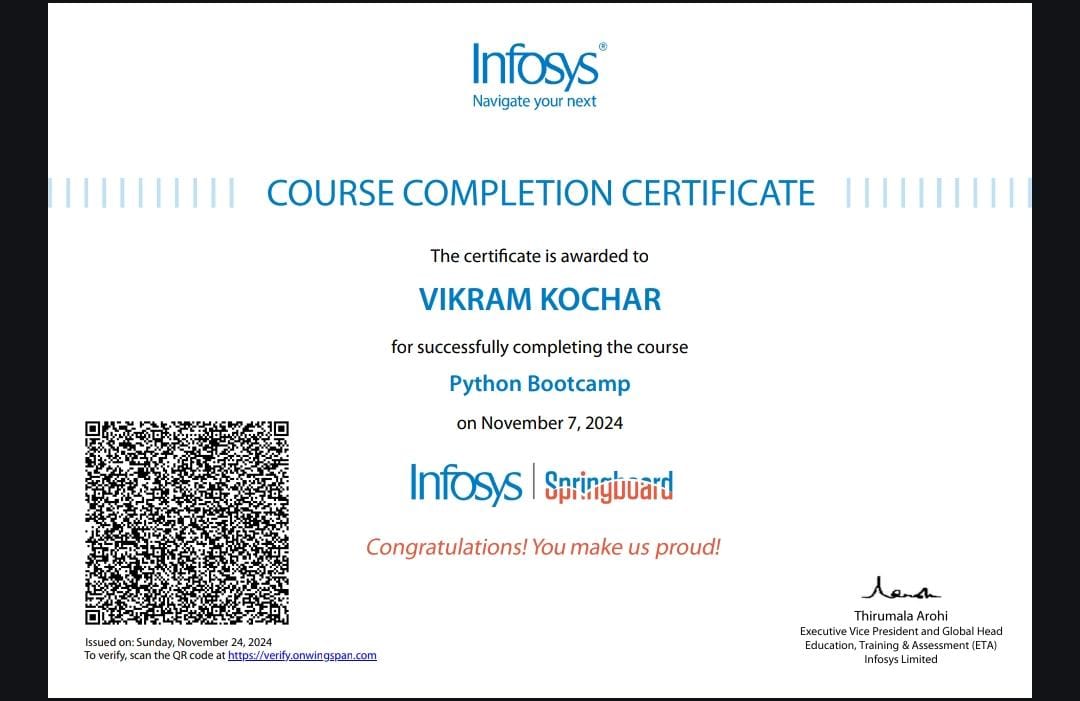 Infosys®
Navigate your next
COURSE COMPLETION CERTIFICATE
The certificate is awarded to
VIKRAM KOCHAR
for successfully completing the course
Python Bootcamp
on November 7, 2024
Infosys | Springboard
Congratulations! You make us proud!
Issued on: Sunday, November 24, 2024
To verify, scan the QR code at https://verify.onwingspan.com
Thirumala Arohi
Executive Vice President and Global Head
Education, Training & Assessment (ETA)
Infosys Limited